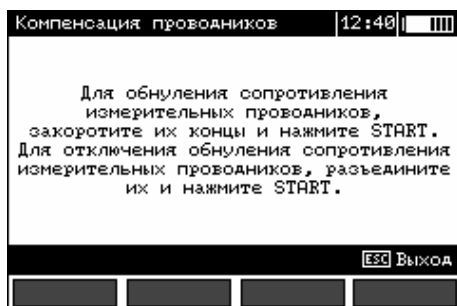 Компенсация проводников 12:40
Для обнуления сопротивления
измерительных проводников,
закоротите их концы и нажмите START.
Для отключения обнуления сопротивления
измерительных проводников, разъедините
их и нажмите START.
ESC Выход